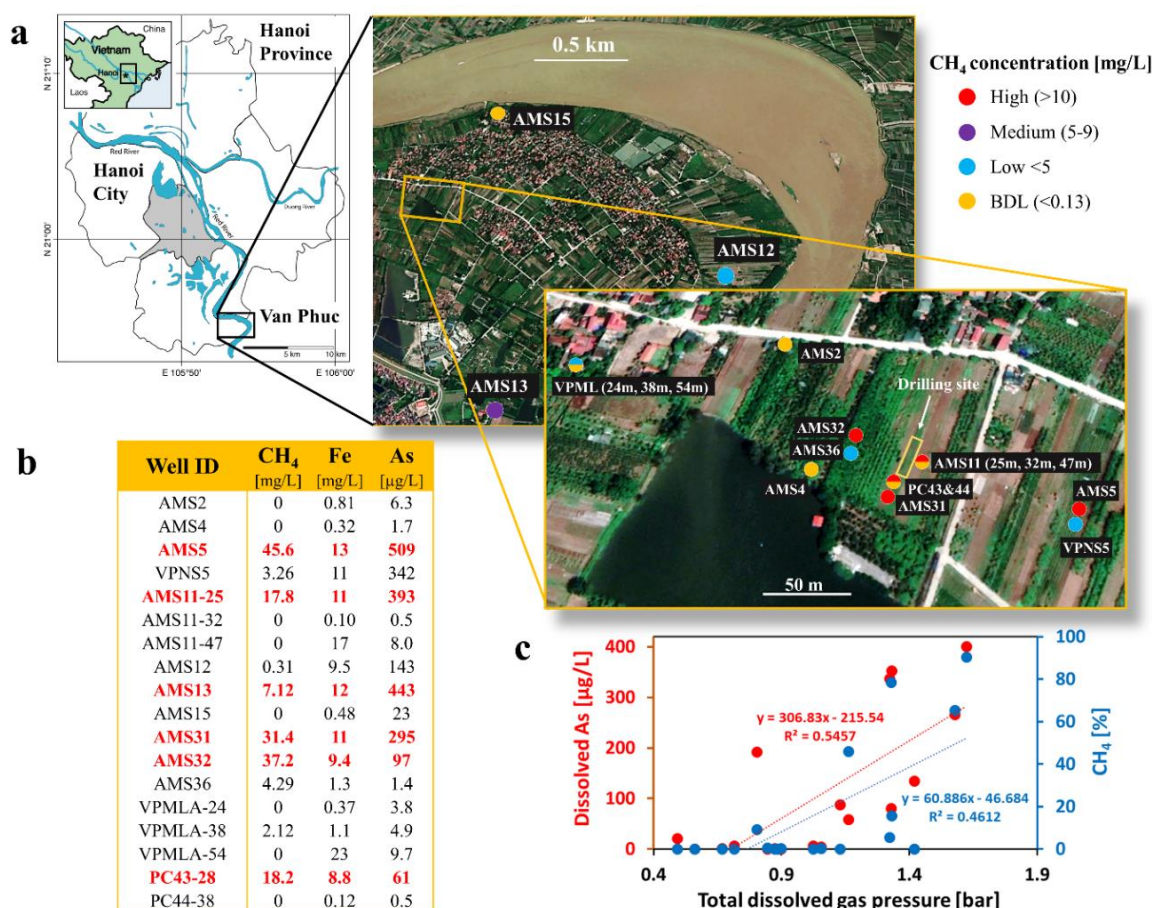 a
Hanoi
Province
China
Vietnam
Hanoi
Laos
N 21°10'
N 21°00'
Red River
Hanoi
City
Duong River
Red River
Van Phuc
5 km
10 km
E 105°50'
E 106°00'
0.5 km
AMS15
AMS12
AMS13
CH₄ concentration [mg/L]
High (>10)
Medium (5-9)
Low <5
BDL (<0.13)
AMS2
VPML (24m, 38m, 54m)
Drilling site
AMS32
AMS36
AMS11 (25m, 32m, 47m)
AMS4
PC43&44
AMS31
AMS5
VPNS5
50 m
b
Well ID CH₄ [mg/L] Fe [mg/L] As [µg/L]
AMS2 0 0.81 6.3
AMS4 0 0.32 1.7
AMS5 45.6 13 509
VPNS5 3.26 11 342
AMS11-25 17.8 11 393
AMS11-32 0 0.10 0.5
AMS11-47 0 17 8.0
AMS12 0.31 9.5 143
AMS13 7.12 12 443
AMS15 0 0.48 23
AMS31 31.4 11 295
AMS32 37.2 9.4 97
AMS36 4.29 1.3 1.4
VPMLA-24 0 0.37 3.8
VPMLA-38 2.12 1.1 4.9
VPMLA-54 0 23 9.7
PC43-28 18.2 8.8 61
PC44-38 0 0.12 0.5
c
Dissolved As [µg/L]
400
300
200
100
0
y = 306.83x - 215.54
R² = 0.5457
y = 60.886x - 46.684
R² = 0.4612
100
80
60
40
20
0
CH₄ [%]
0.4 0.9 1.4 1.9
Total dissolved gas pressure [bar]